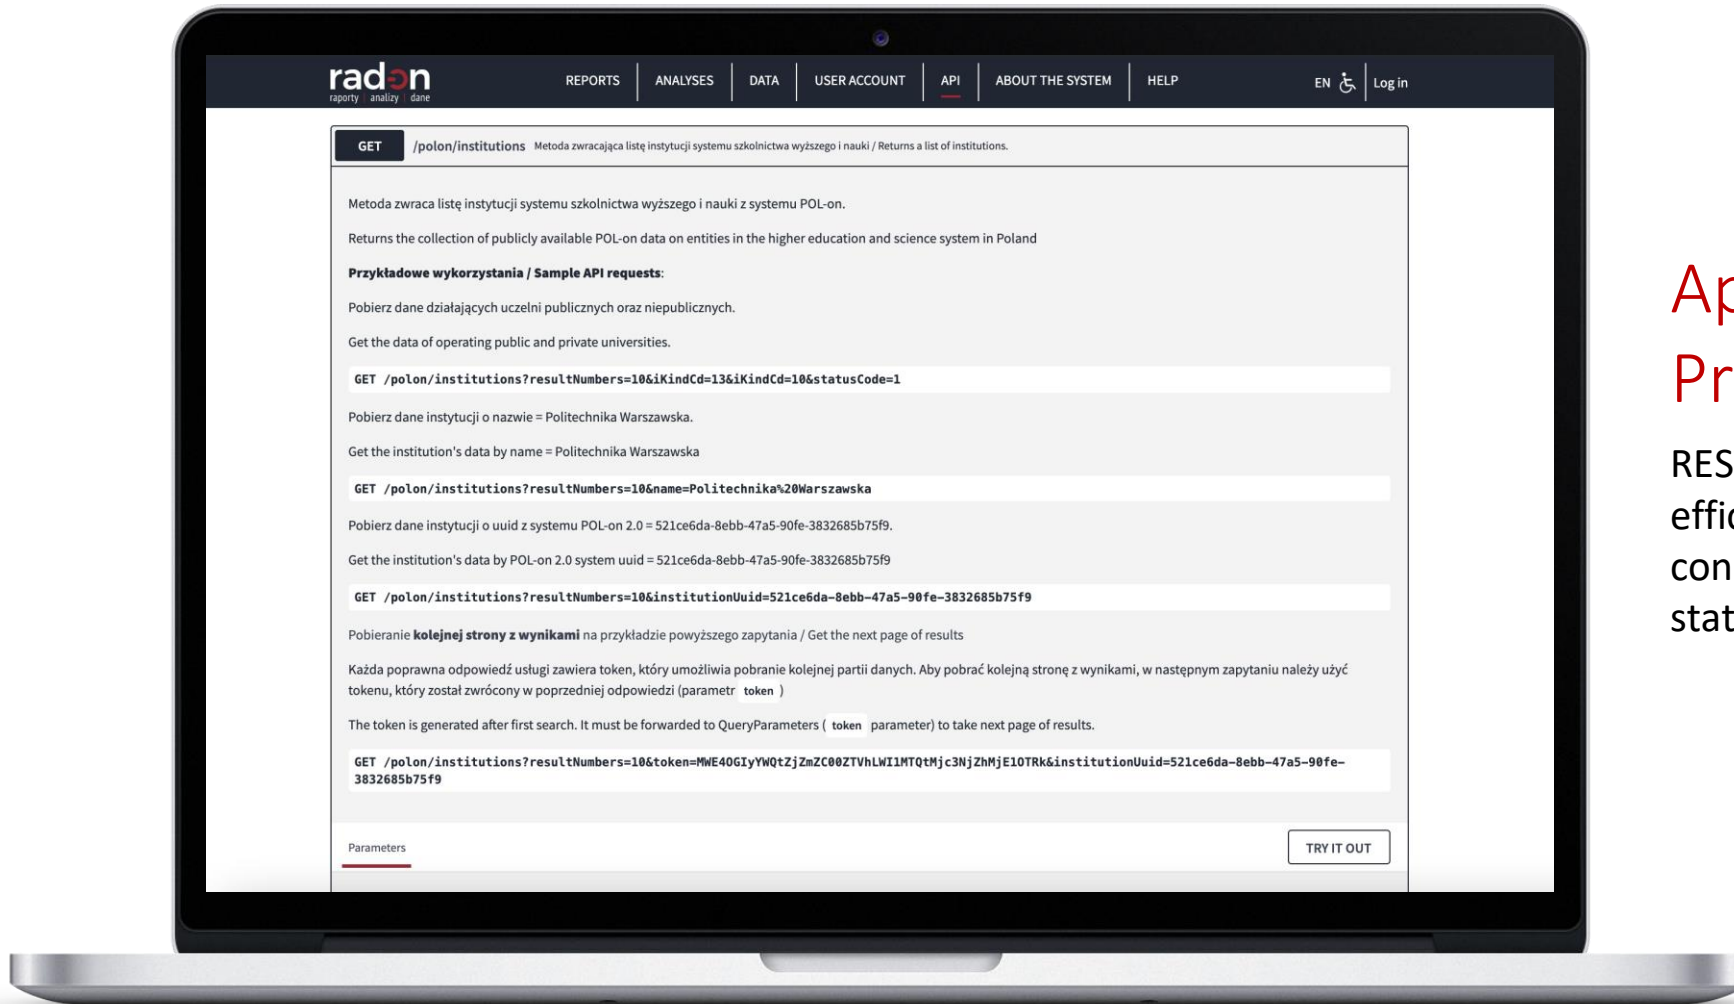 radon
raporty | analizy | dane
REPORTS
ANALYSES
DATA
USER ACCOUNT
API
ABOUT THE SYSTEM
HELP
EN
Log in
GET /polon/institutions Metoda zwracająca listę instytucji systemu szkolnictwa wyższego i nauki / Returns a list of institutions.
Metoda zwraca listę instytucji systemu szkolnictwa wyższego i nauki z systemu POL-on.
Returns the collection of publicly available POL-on data on entities in the higher education and science system in Poland
Przykładowe wykorzystania / Sample API requests:
Pobierz dane działających uczelni publicznych oraz niepublicznych.
Get the data of operating public and private universities.
GET /polon/institutions?resultNumbers=10&iKindCd=13&iKindCd=10&statusCode=1
Pobierz dane instytucji o nazwie = Politechnika Warszawska.
Get the institution's data by name = Politechnika Warszawska
GET /polon/institutions?resultNumbers=10&name=Politechnika%20Warszawska
Pobierz dane instytucji o uuid z systemu POL-on 2.0 = 521ce6da-8ebb-47a5-90fe-3832685b75f9.
Get the institution's data by POL-on 2.0 system uuid = 521ce6da-8ebb-47a5-90fe-3832685b75f9
GET /polon/institutions?resultNumbers=10&institutionUuid=521ce6da-8ebb-47a5-90fe-3832685b75f9
Pobieranie kolejnej strony z wynikami na przykładzie powyższego zapytania / Get the next page of results
Każda poprawna odpowiedź usługi zawiera token, który umożliwia pobranie kolejnej partii danych. Aby pobrać kolejną stronę z wynikami, w następnym zapytaniu należy użyć
tokenu, który został zwrócony w poprzedniej odpowiedzi (parametr token )
The token is generated after first search. It must be forwarded to QueryParameters ( token parameter) to take next page of results.
GET /polon/institutions?resultNumbers=10&token=MWE4OGIyYWQtZjZmZC00ZTVhLWI1MTQtMjc3NjZhMjE1OTRk&institutionUuid=521ce6da-8ebb-47a5-90fe-
3832685b75f9
Parameters
TRY IT OUT
Ap
Pr
RES
effic
con
stat